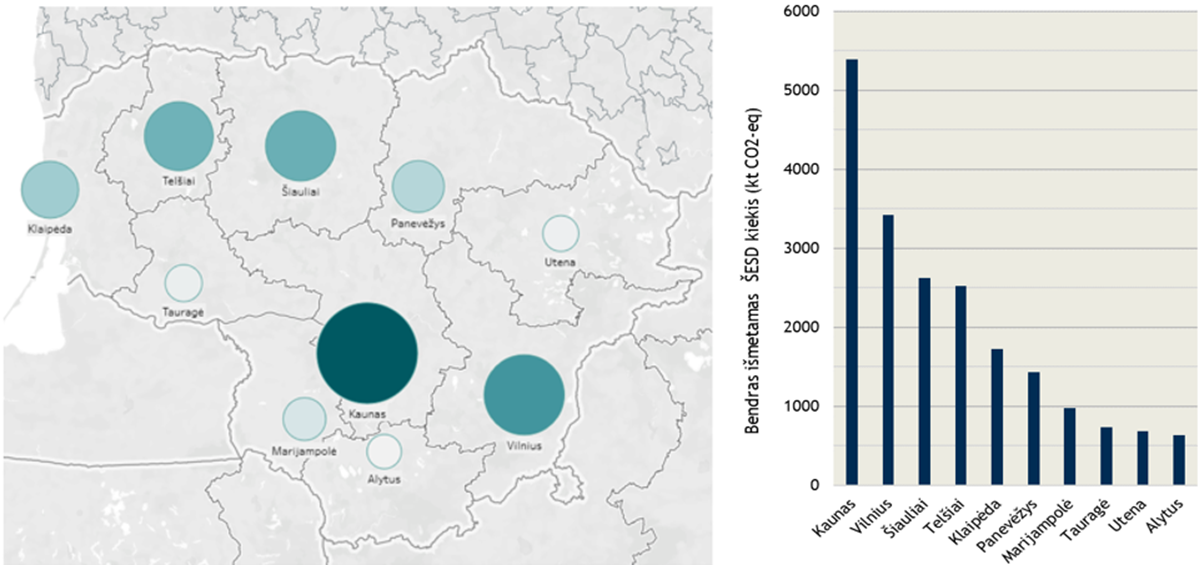 Telšiai
Šiauliai
Klaipėda
Panevėžys
Utena
Tauragė
Kaunas
Marijampolė
Vilnius
Alytus
Bendras išmetamas ŠESD kiekis (kt CO2-eq)
6000
5000
4000
3000
2000
1000
0
Kaunas
Vilnius
Šiauliai
Telšiai
Klaipėda
Panevėžys
Marijampolė
Tauragė
Utena
Alytus